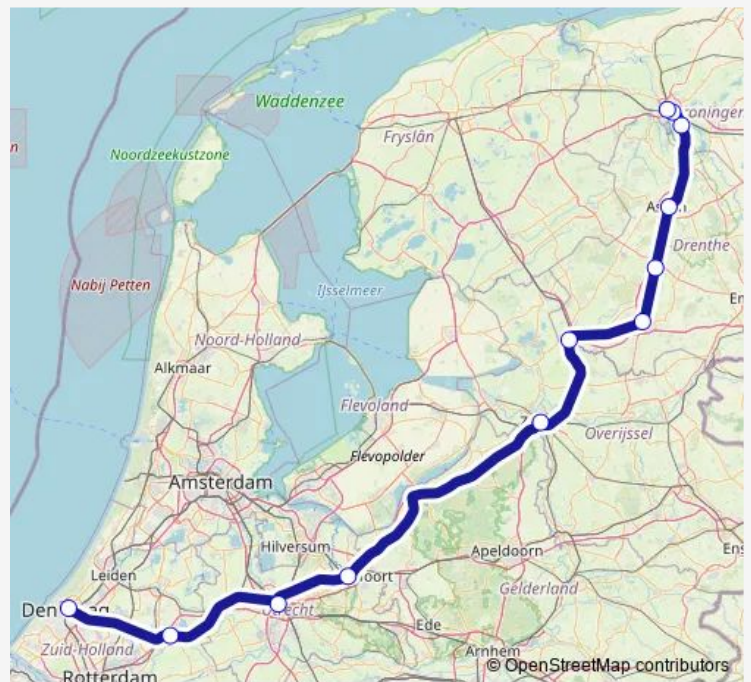 Waddenzee
Fryslân
Noordzeekustzone
Drenthe
Nabij Petten
IJsselmeer
Noord-Holland
Alkmaar
Flevoland
Overijssel
Flevopolder
Amsterdam
Hilversum
Apeldoorn
Leiden
Gelderland
Ede
Zuid-Holland
Arnhem
Rotterdam
© OpenStreetMap contributors